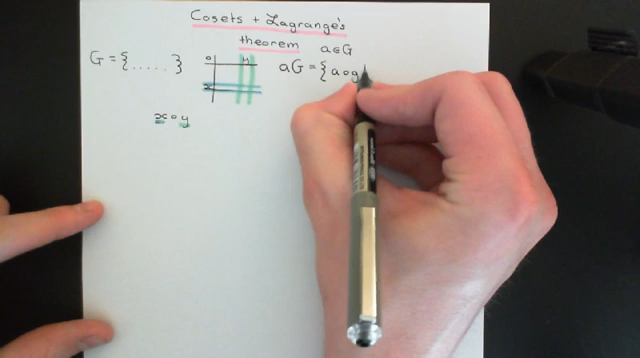 Cosets + Lagrange's
theorem a∈G
G = {.....} ∘ y aG = {a∘g
x
x∘y